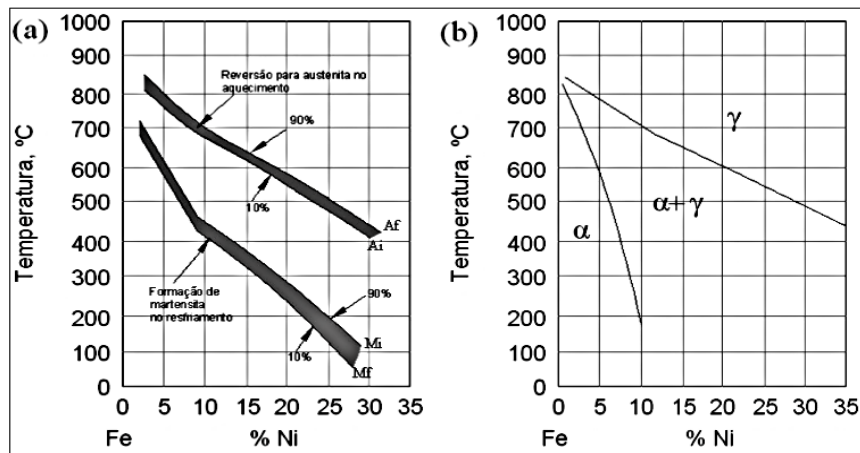 (a)
1000
900
800
700
600
500
400
300
200
100
0
Temperatura, ºC
Reversão para austenita no
aquecimento
90%
10%
Af
Ai
Formação de
martensita
no resfriamento
90%
10%
Mi
Mf
0 5 10 15 20 25 30 35
Fe % Ni
(b)
1000
900
800
700
600
500
400
300
200
100
0
Temperatura, ºC
γ
α+γ
α
0 5 10 15 20 25 30 35
Fe % Ni